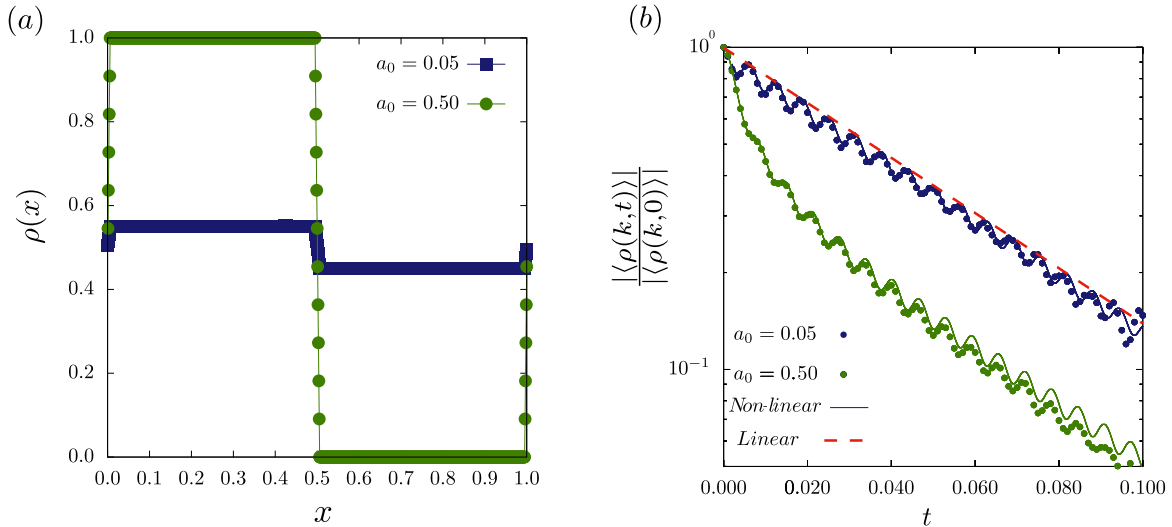 (a)
1.0
0.8
0.6
0.4
0.2
0.0
ρ(x)
a₀ = 0.05
a₀ = 0.50
0.0 0.1 0.2 0.3 0.4 0.5 0.6 0.7 0.8 0.9 1.0
x
(b)
10⁰
10⁻¹
|⟨ρ(k,t)⟩|
|⟨ρ(k,0)⟩|
a₀ = 0.05
a₀ = 0.50
Non-linear
Linear
0.000 0.020 0.040 0.060 0.080 0.100
t